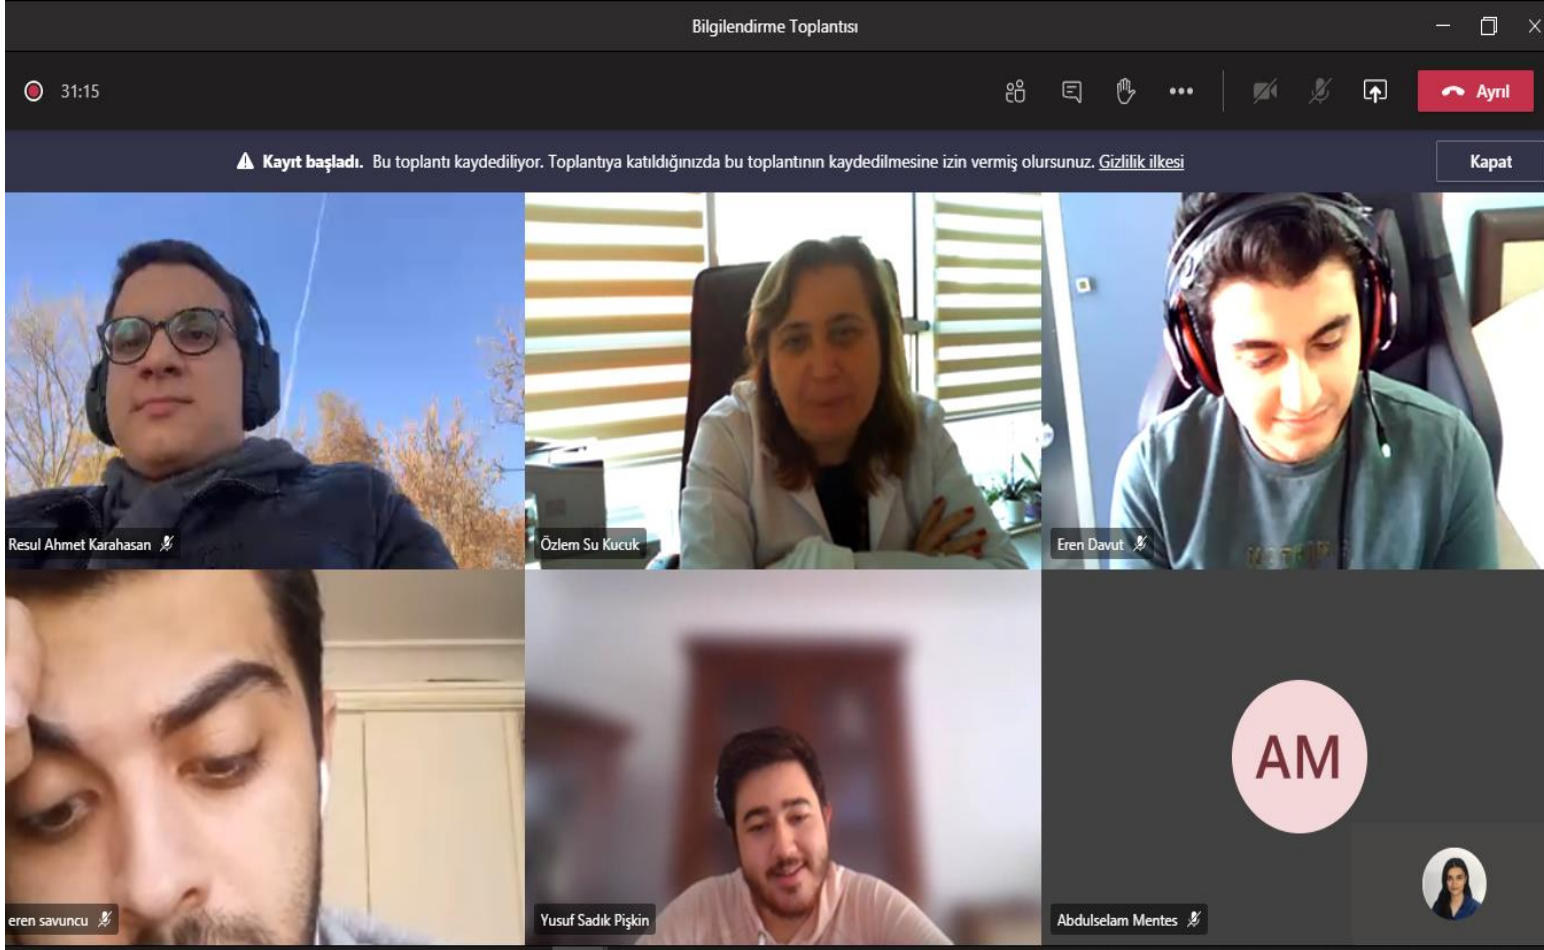 Bilgilendirme Toplantısı
31:15
Ayrıl
Kayıt başladı. Bu toplantı kaydediliyor. Toplantıya katıldığınızda bu toplantının kaydedilmesine izin vermiş olursunuz. Gizlilik ilkesi
Kapat
Resul Ahmet Karahasan
Özlem Su Kucuk
Eren Davut
AM
eren savuncu
Yusuf Sadık Pişkin
Abdulselam Mentes